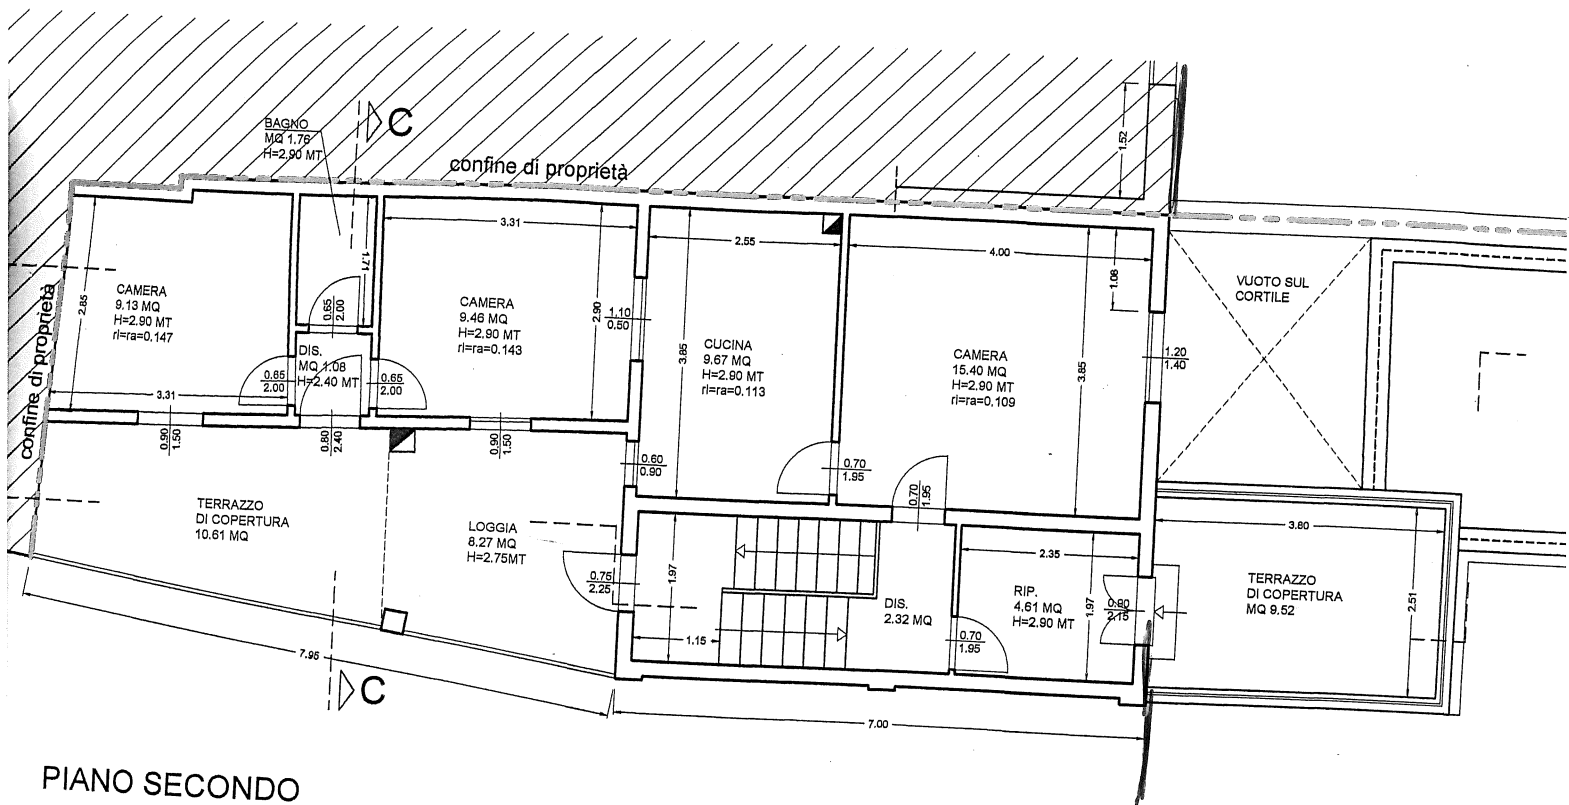 BAGNO
MQ 1.76
H=2.90 MT
C
confine di proprietà
1.52
confine di proprietà
CAMERA
9.13 MQ
H=2.90 MT
rl=ra=0.147
2.85
3.31
0.90
1.50
0.65
2.00
1.71
0.65
2.00
DIS.
MQ 1.08
H=2.40 MT
0.80
2.40
0.65
2.00
3.31
CAMERA
9.46 MQ
H=2.90 MT
rl=ra=0.143
2.90
0.90
1.50
1.10
0.50
2.55
3.85
CUCINA
9.67 MQ
H=2.90 MT
rl=ra=0.113
0.60
0.90
0.70
1.95
4.00
1.08
CAMERA
15.40 MQ
H=2.90 MT
rl=ra=0.109
3.85
0.70
1.95
1.20
1.40
VUOTO SUL
CORTILE
TERRAZZO
DI COPERTURA
10.61 MQ
LOGGIA
8.27 MQ
H=2.75MT
0.75
2.25
1.97
1.15
DIS.
2.32 MQ
0.70
1.95
2.35
RIP.
4.61 MQ
H=2.90 MT
1.97
2.15
3.80
TERRAZZO
DI COPERTURA
MQ 9.52
2.51
7.95
C
7.00
PIANO SECONDO